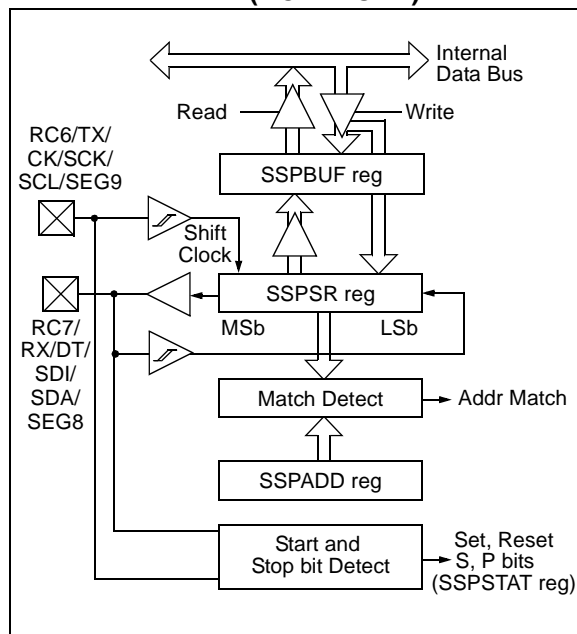 Internal
Data Bus
Read
Write
RC6/TX/
CK/SCK/
SCL/SEG9
SSPBUF reg
Shift
Clock
SSPSR reg
MSb
LSb
RC7/
RX/DT/
SDI/
SDA/
SEG8
Match Detect
Addr Match
SSPADD reg
Start and
Stop bit Detect
Set, Reset
S, P bits
(SSPSTAT reg)